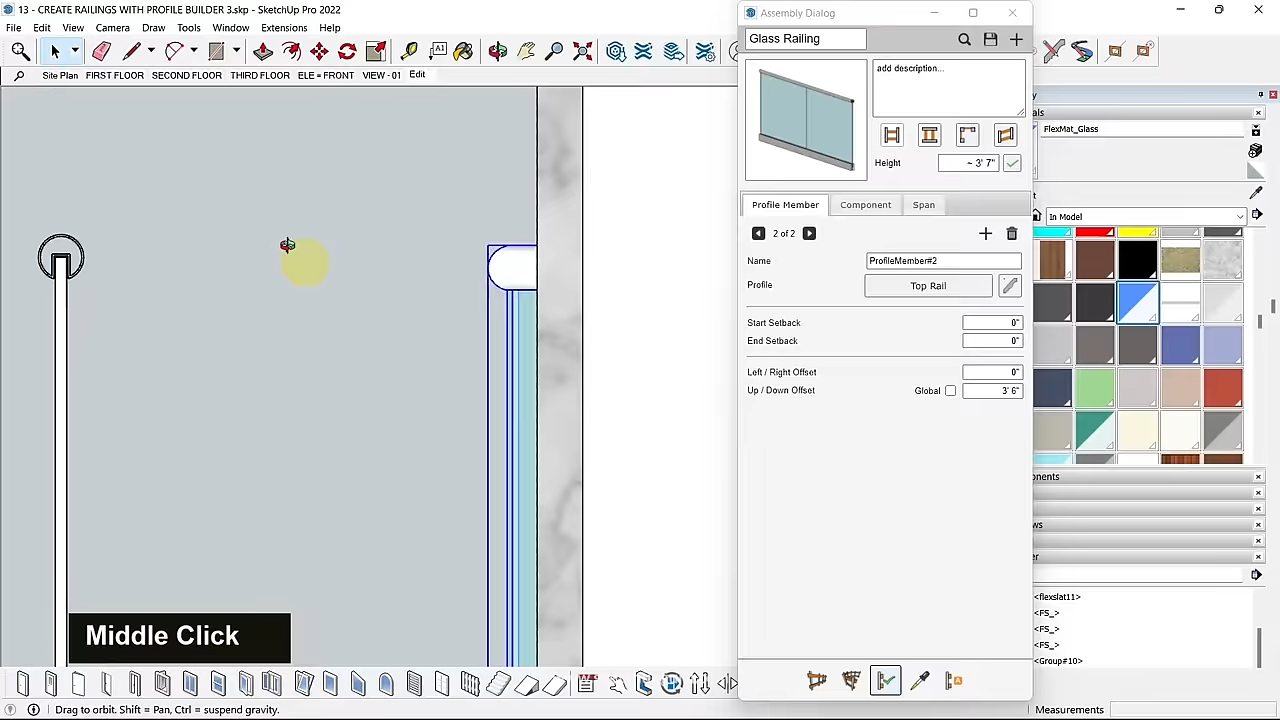 13 - CREATE RAILINGS WITH PROFILE BUILDER 3.skp - SketchUp Pro 2022
File Edit View Camera Draw Tools Window Extensions Help
Site Plan FIRST FLOOR SECOND FLOOR THIRD FLOOR ELE = FRONT VIEW - 01 Edit
Assembly Dialog
Glass Railing
add description...
Height ~ 3' 7"
Profile Member Component Span
2 of 2
Name ProfileMember#2
Profile Top Rail
Start Setback 0"
End Setback 0"
Left / Right Offset 0"
Up / Down Offset Global 3' 6"
y
als
FlexMat_Glass
t
In Model
onents
ws
er
<flexslat11>
<FS_>
<FS_>
<FS_>
<Group#10>
Middle Click
Drag to orbit. Shift = Pan, Ctrl = suspend gravity.
Measurements